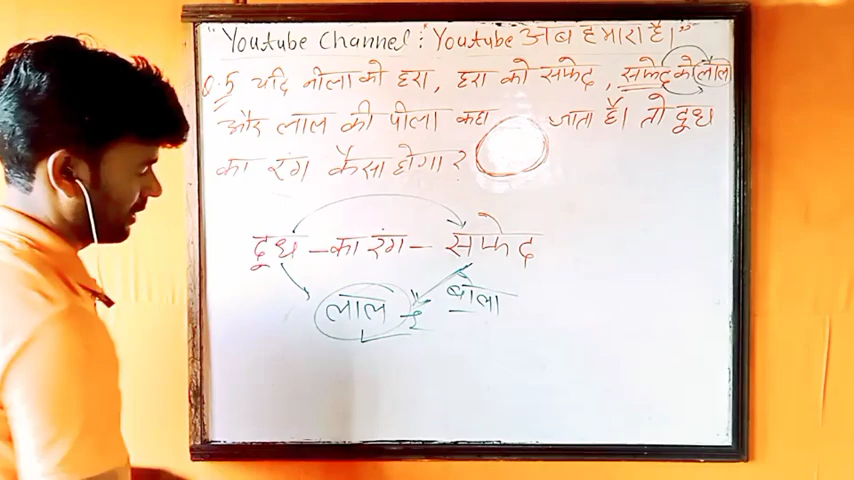 "Youtube Channel : Youtube अब हमारा है।"
Q.5 यदि नीला को हरा, हरा को सफेद, सफेद को लाल
और लाल को पीला कहा जाता है। तो दूध
का रंग कैसा होगा ?
दूध – का रंग – सफेद
लाल बोला